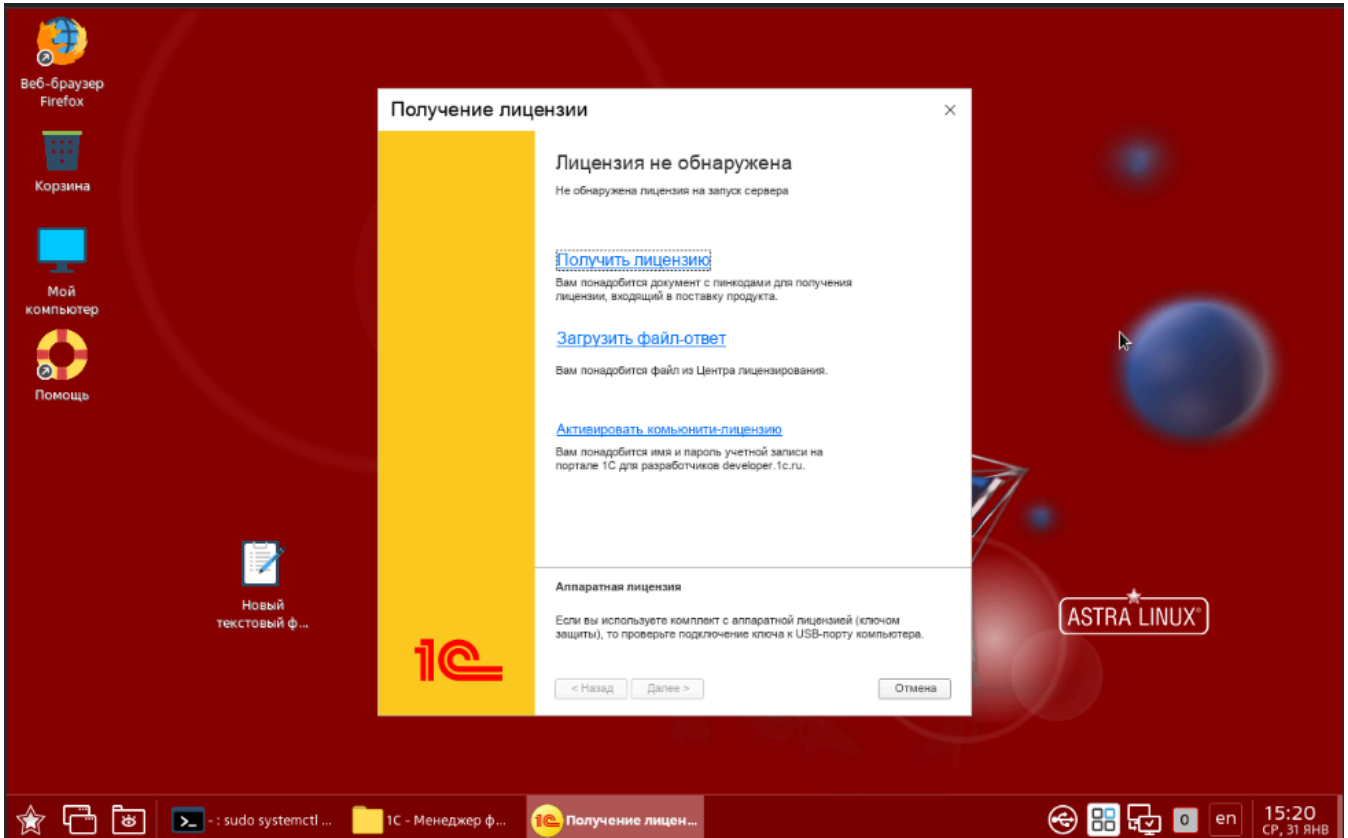 Веб-браузер
Firefox
Корзина
Мой
компьютер
Помощь
Новый
текстовый ф...
Получение лицензии
Лицензия не обнаружена
Не обнаружена лицензия на запуск сервера
Получить лицензию
Вам понадобится документ с пинкодами для получения
лицензии, входящий в поставку продукта.
Загрузить файл-ответ
Вам понадобится файл из Центра лицензирования.
Активировать комьюнити-лицензию
Вам понадобится имя и пароль учетной записи на
портале 1С для разработчиков developer.1c.ru.
Аппаратная лицензия
Если вы используете комплект с аппаратной лицензией (ключом
защиты), то проверьте подключение ключа к USB-порту компьютера.
1С
< Назад
Далее >
Отмена
ASTRA LINUX®
- : sudo systemctl ...
1С - Менеджер ф...
1С
Получение лицен...
0
en
15:20
СР, 31 ЯНВ